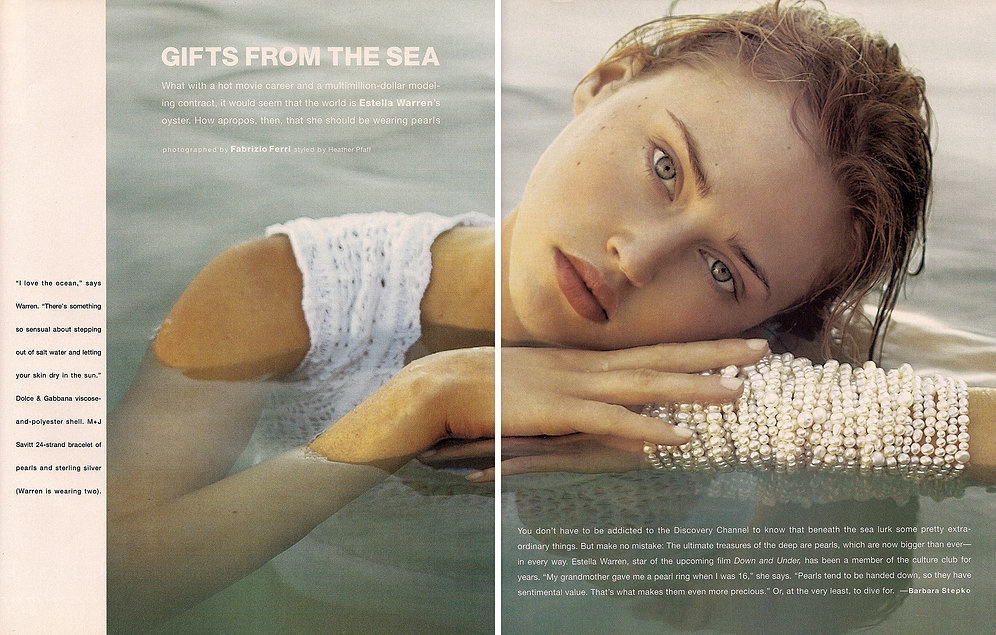 GIFTS FROM THE SEA
What with a hot movie career and a multimillion-dollar model-
ing contract, it would seem that the world is Estella Warren's
oyster. How apropos, then, that she should be wearing pearls
photographed by Fabrizio Ferri styled by Heather Pfaff
"I love the ocean," says
Warren. "There's something
so sensual about stepping
out of salt water and letting
your skin dry in the sun."
Dolce & Gabbana viscose-
and-polyester shell. M+J
Savitt 24-strand bracelet of
pearls and sterling silver
(Warren is wearing two).
You don't have to be addicted to the Discovery Channel to know that beneath the sea lurk some pretty extra-
ordinary things. But make no mistake: The ultimate treasures of the deep are pearls, which are now bigger than ever—
in every way. Estella Warren, star of the upcoming film Down and Under, has been a member of the culture club for
years. "My grandmother gave me a pearl ring when I was 16," she says. "Pearls tend to be handed down, so they have
sentimental value. That's what makes them even more precious." Or, at the very least, to dive for. —Barbara Stepko